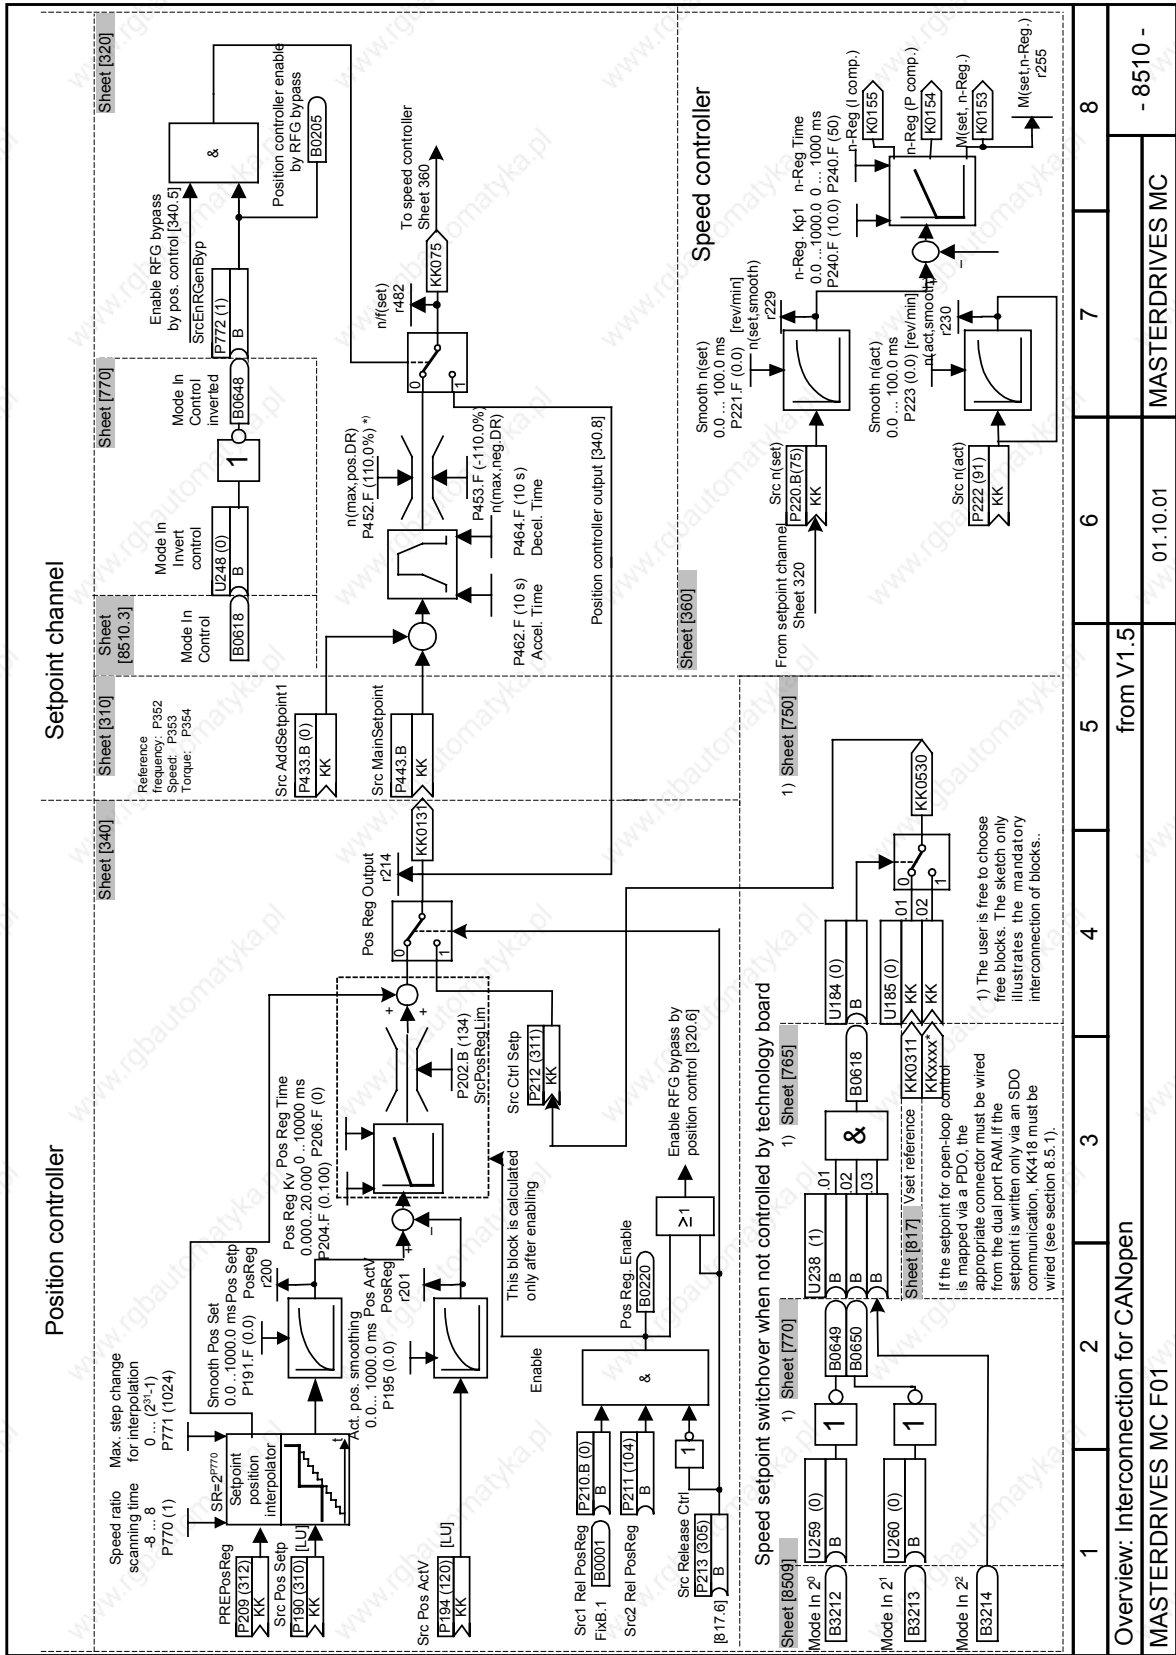 Position controller
Setpoint channel
Sheet [340]
Sheet [310]
Sheet [8510.3]
Sheet [770]
Sheet [320]
Speed ratio
scanning time
-8 ... 8
P770 (1)
Max. step change
for interpolation
0 ... (2³¹-1)
P771 (1024)
SR=2^P770
Setpoint
position
interpolator
t
PREPosReg
P209 (312)
KK
Src Pos Setp
P190 (310)
KK
[LU]
Smooth Pos Set
0.0 ..1000.0 ms
P191.F (0.0)
Pos Setp
PosReg
r200
Src Pos ActV
P194 (120)
KK
[LU]
Act. pos. smoothing
0.0... 1000.0 ms
P195 (0.0)
Pos ActV
PosReg
r201
Pos Reg Kv
0.000..20.000
P204.F (0.100)
Pos Reg Time
0 ..10000 ms
P206.F (0)
+
–
P202.B (134)
SrcPosRegLim
+
+
This block is calculated
only after enabling
Src Ctrl Setp
P212 (311)
KK
0
1
Pos Reg Output
r214
KK0131
Enable
Src1 Rel PosReg
FixB.1
B0001
P210.B (0)
B
Src2 Rel PosReg
P211 (104)
B
&
Pos Reg. Enable
B0220
Src Release Ctrl
[817.6]
P213 (305)
B
1
≥1
Enable RFG bypass by
position control [320.6]
Reference
frequency: P352
Speed: P353
Torque: P354
Src AddSetpoint1
P433.B (0)
KK
Src MainSetpoint
P443.B
KK
Mode In
Control
B0618
Mode In
Invert
control
U248 (0)
B
1
Mode In
Control
inverted
B0648
P772 (1)
B
Enable RFG bypass
by pos. control [340.5]
SrcEnRGenByp
&
Position controller enable
by RFG bypass
B0205
P462.F (10 s)
Accel. Time
P464.F (10 s)
Decel. Time
n(max,pos.DR)
P452.F (110.0%) *)
P453.F (-110.0%)
n(max,neg.DR)
0
1
n/f(set)
r482
KK075
To speed controller
Sheet 360
Position controller output [340.8]
Sheet [360]
Speed controller
From setpoint channel
Sheet 320
Src n(set)
P220.B(75)
KK
Smooth n(set)
0.0 ... 100.0 ms
P221.F (0.0)
[rev/min]
n(set,smooth)
r229
Src n(act)
P222 (91)
KK
Smooth n(act)
0.0 ... 100.0 ms
P223 (0.0)
[rev/min]
n(act,smooth)
r230
–
n-Reg. Kp1
0.0 ...1000.0
P240.F (10.0)
n-Reg Time
0 ... 1000 ms
P240.F (50)
n-Reg (I comp.)
K0155
n-Reg (P comp.)
K0154
M(set, n-Reg.)
K0153
M(set,n-Reg.)
r255
Speed setpoint switchover when not controlled by technology board
Sheet [8509]
1) Sheet [770]
1) Sheet [765]
1) Sheet [750]
Mode In 2⁰
B3212
Mode In 2¹
B3213
Mode In 2²
B3214
U259 (0)
B
1
B0649
U260 (0)
B
1
B0650
U238 (1)
B
B
B
.01
.02
.03
&
B0618
U184 (0)
B
Sheet [817]
Vset reference
KK0311
KKxxxx*
U185 (0)
KK
KK
.01
.02
0
1
KK0530
If the setpoint for open-loop control
is mapped via a PDO, the
appropriate connector must be wired
from the dual port RAM.If the
setpoint is written only via an SDO
communication, KK418 must be
wired (see section 8.5.1).
1) The user is free to choose
free blocks. The sketch only
illustrates the mandatory
interconnection of blocks..
1 2 3 4 5 6 7 8
Overview: Interconnection for CANopen
from V1.5
- 8510 -
MASTERDRIVES MC F01
01.10.01
MASTERDRIVES MC
www.rgbautomatyka.pl